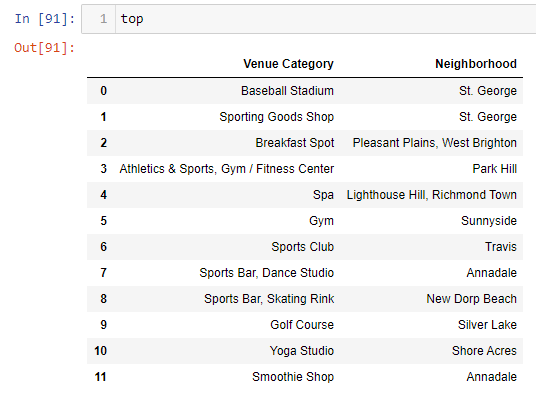 In [91]: 1 top
Out[91]:
Venue Category Neighborhood
0 Baseball Stadium St. George
1 Sporting Goods Shop St. George
2 Breakfast Spot Pleasant Plains, West Brighton
3 Athletics & Sports, Gym / Fitness Center Park Hill
4 Spa Lighthouse Hill, Richmond Town
5 Gym Sunnyside
6 Sports Club Travis
7 Sports Bar, Dance Studio Annadale
8 Sports Bar, Skating Rink New Dorp Beach
9 Golf Course Silver Lake
10 Yoga Studio Shore Acres
11 Smoothie Shop Annadale